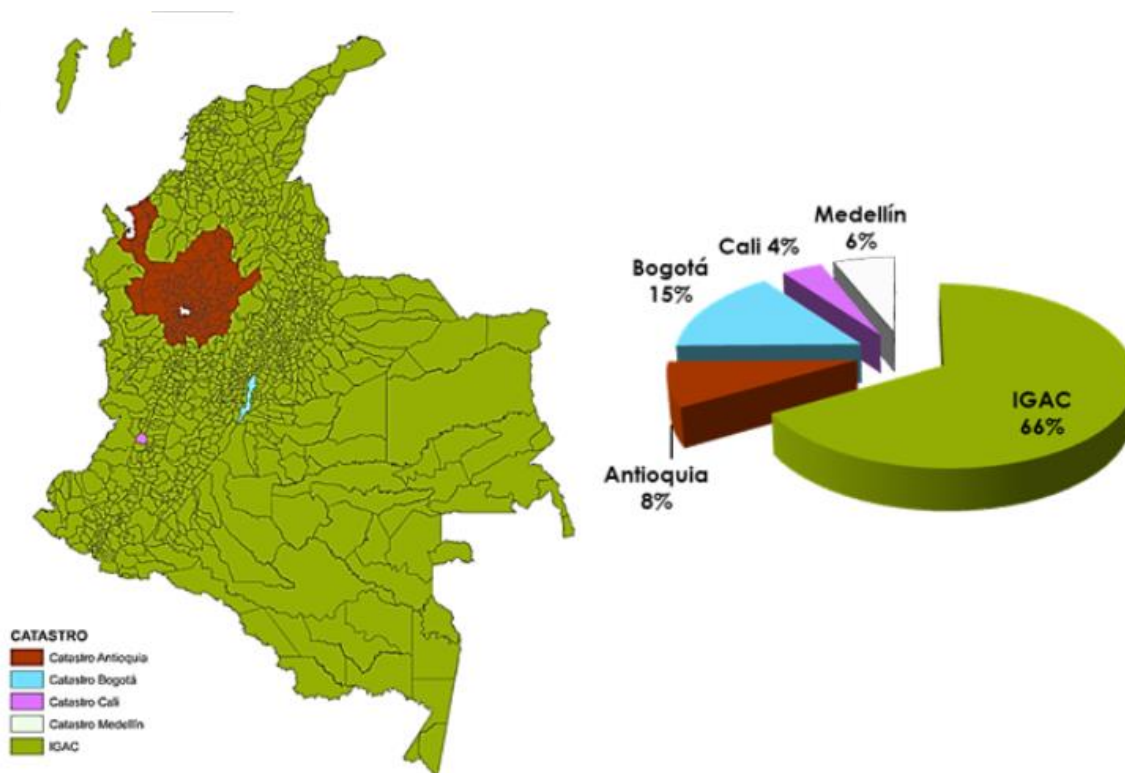 Medellín
6%
Cali 4%
Bogotá
15%
IGAC
66%
Antioquia
8%
CATASTRO
Catastro Antioquia
Catastro Bogotá
Catastro Cali
Catastro Medellín
IGAC